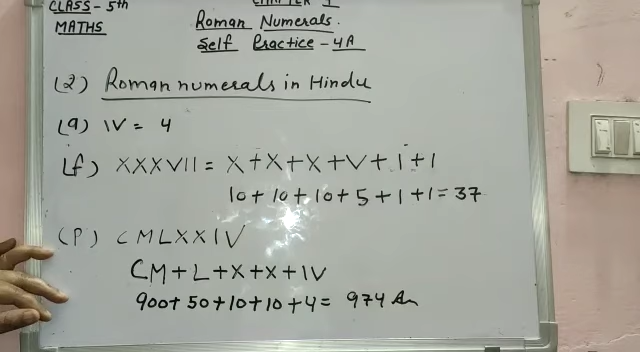 CLASS - 5th
MATHS
Roman Numerals.
Self Practice - 4A
(2) Roman numerals in Hindu
(a) IV = 4
(f) XXXVII = X + X + X + V + I + I
10 + 10 + 10 + 5 + 1 + 1 = 37
(P) CMLXXIV
CM + L + X + X + IV
900 + 50 + 10 + 10 + 4 = 974 An